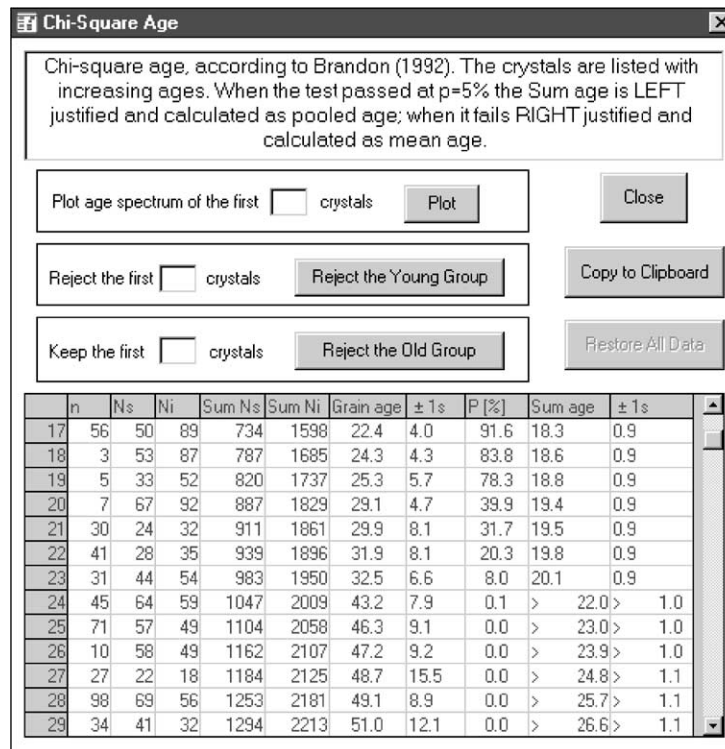 Chi-Square Age
Chi-square age, according to Brandon (1992). The crystals are listed with
increasing ages. When the test passed at p=5% the Sum age is LEFT
justified and calculated as pooled age; when it fails RIGHT justified and
calculated as mean age.
Plot age spectrum of the first crystals Plot Close
Reject the first crystals Reject the Young Group Copy to Clipboard
Keep the first crystals Reject the Old Group Restore All Data
n Ns Ni Sum Ns Sum Ni Grain age ± 1s P [%] Sum age ± 1s
17 56 50 89 734 1598 22.4 4.0 91.6 18.3 0.9
18 3 53 87 787 1685 24.3 4.3 83.8 18.6 0.9
19 5 33 52 820 1737 25.3 5.7 78.3 18.8 0.9
20 7 67 92 887 1829 29.1 4.7 39.9 19.4 0.9
21 30 24 32 911 1861 29.9 8.1 31.7 19.5 0.9
22 41 28 35 939 1896 31.9 8.1 20.3 19.8 0.9
23 31 44 54 983 1950 32.5 6.6 8.0 20.1 0.9
24 45 64 59 1047 2009 43.2 7.9 0.1 > 22.0 > 1.0
25 71 57 49 1104 2058 46.3 9.1 0.0 > 23.0 > 1.0
26 10 58 49 1162 2107 47.2 9.2 0.0 > 23.9 > 1.0
27 27 22 18 1184 2125 48.7 15.5 0.0 > 24.8 > 1.1
28 98 69 56 1253 2181 49.1 8.9 0.0 > 25.7 > 1.1
29 34 41 32 1294 2213 51.0 12.1 0.0 > 26.6 > 1.1